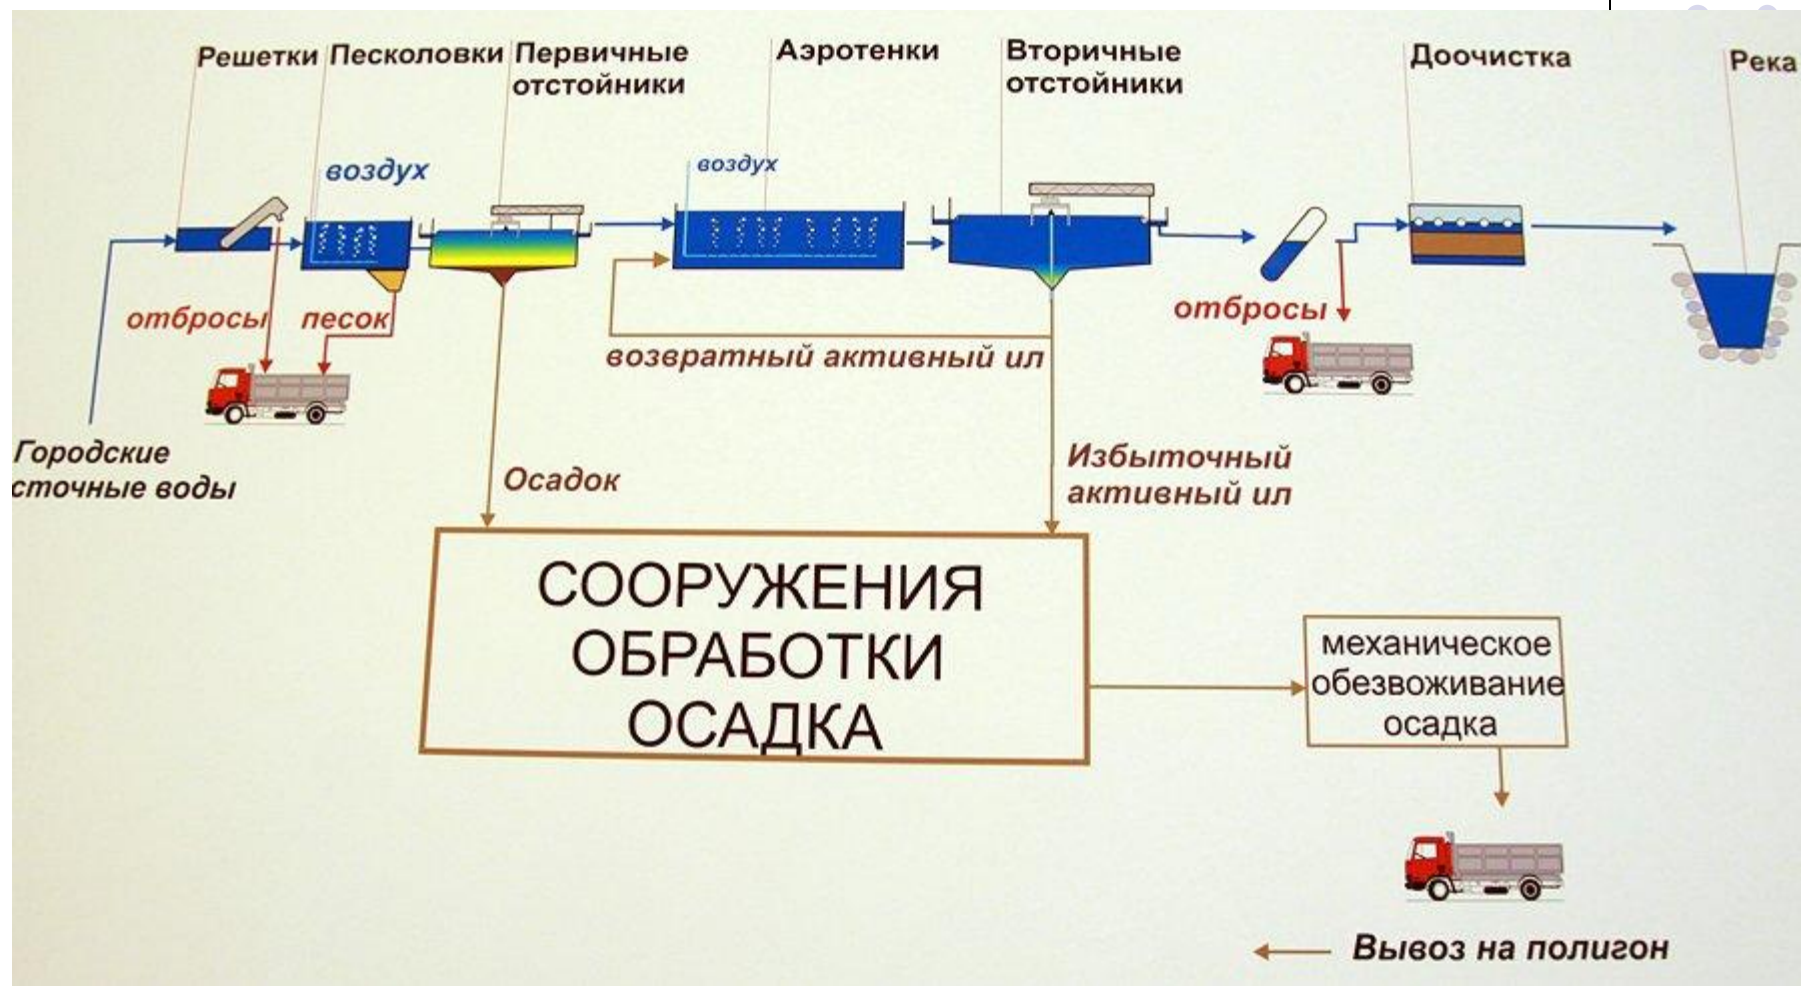 Решетки
Песколовки
Первичные
отстойники
Аэротенки
Вторичные
отстойники
Доочистка
Река
воздух
воздух
отбросы
песок
отбросы
возвратный активный ил
Городские
сточные воды
Осадок
Избыточный
активный ил
СООРУЖЕНИЯ
ОБРАБОТКИ
ОСАДКА
механическое
обезвоживание
осадка
Вывоз на полигон